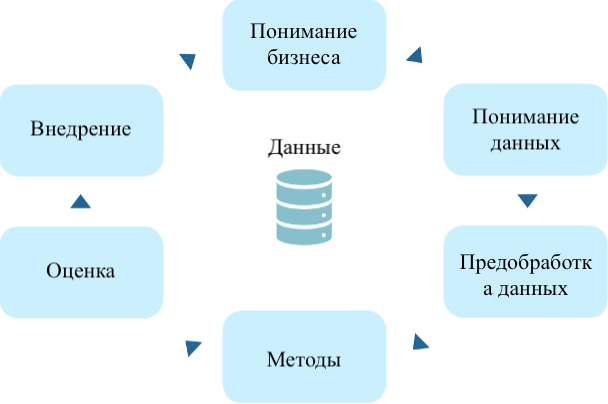 Понимание
бизнеса
Внедрение
Понимание
данных
Данные
Оценка
Предобработк
а данных
Методы